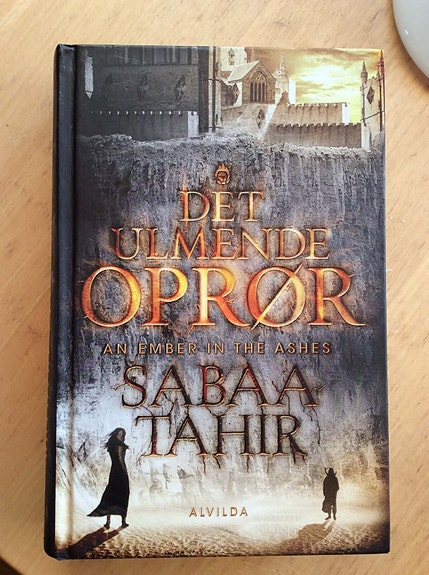 DET
ULMENDE
OPRØR
AN EMBER IN THE ASHES
SABAA
TAHIR
ALVILDA